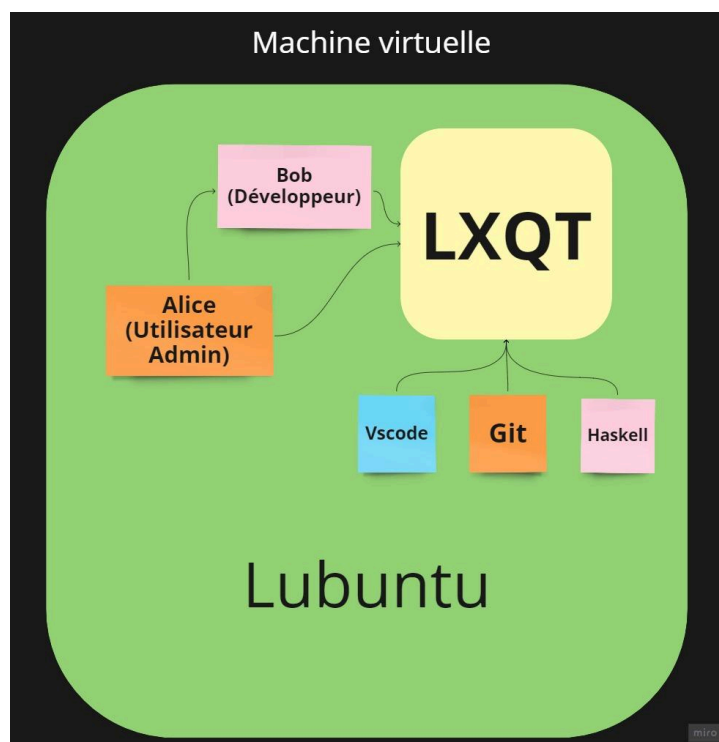 Machine virtuelle
Bob
(Développeur)
LXQT
Alice
(Utilisateur
Admin)
Vscode
Git
Haskell
Lubuntu
miro